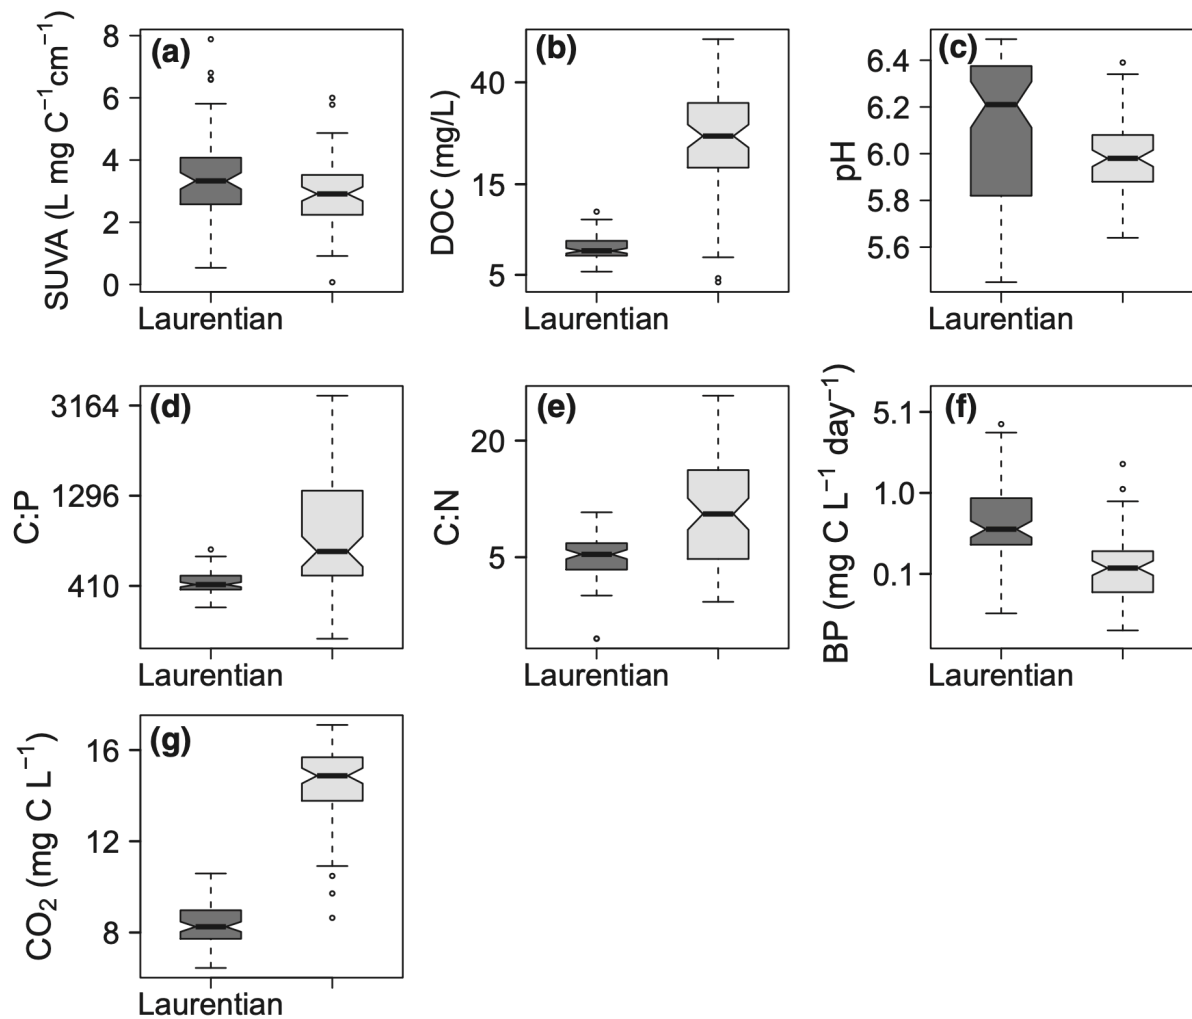 (a)
SUVA (L mg C⁻¹cm⁻¹)
8
6
4
2
0
Laurentian
(b)
DOC (mg/L)
40
15
5
Laurentian
(c)
pH
6.4
6.2
6.0
5.8
5.6
Laurentian
(d)
C:P
3164
1296
410
Laurentian
(e)
C:N
20
5
Laurentian
(f)
BP (mg C L⁻¹ day⁻¹)
5.1
1.0
0.1
Laurentian
(g)
CO₂ (mg C L⁻¹)
16
12
8
Laurentian